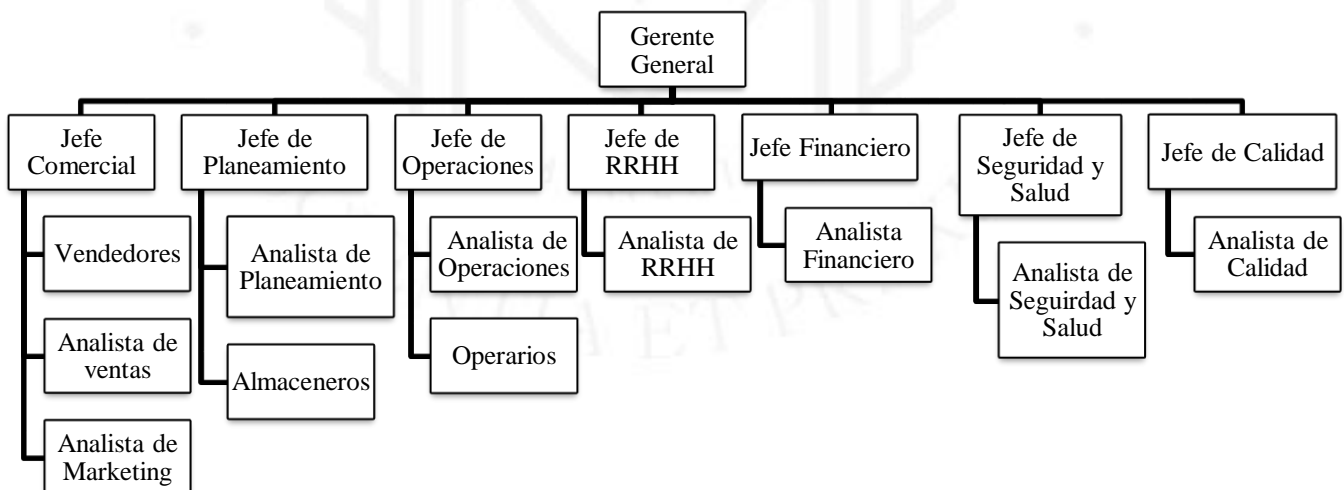 Gerente
General
Jefe
Comercial
Vendedores
Analista de
ventas
Analista de
Marketing
Jefe de
Planeamiento
Analista de
Planeamiento
Almaceneros
Jefe de
Operaciones
Analista de
Operaciones
Operarios
Jefe de
RRHH
Analista de
RRHH
Jefe Financiero
Analista
Financiero
Jefe de
Seguridad y
Salud
Analista de
Seguirdad y
Salud
Jefe de Calidad
Analista de
Calidad